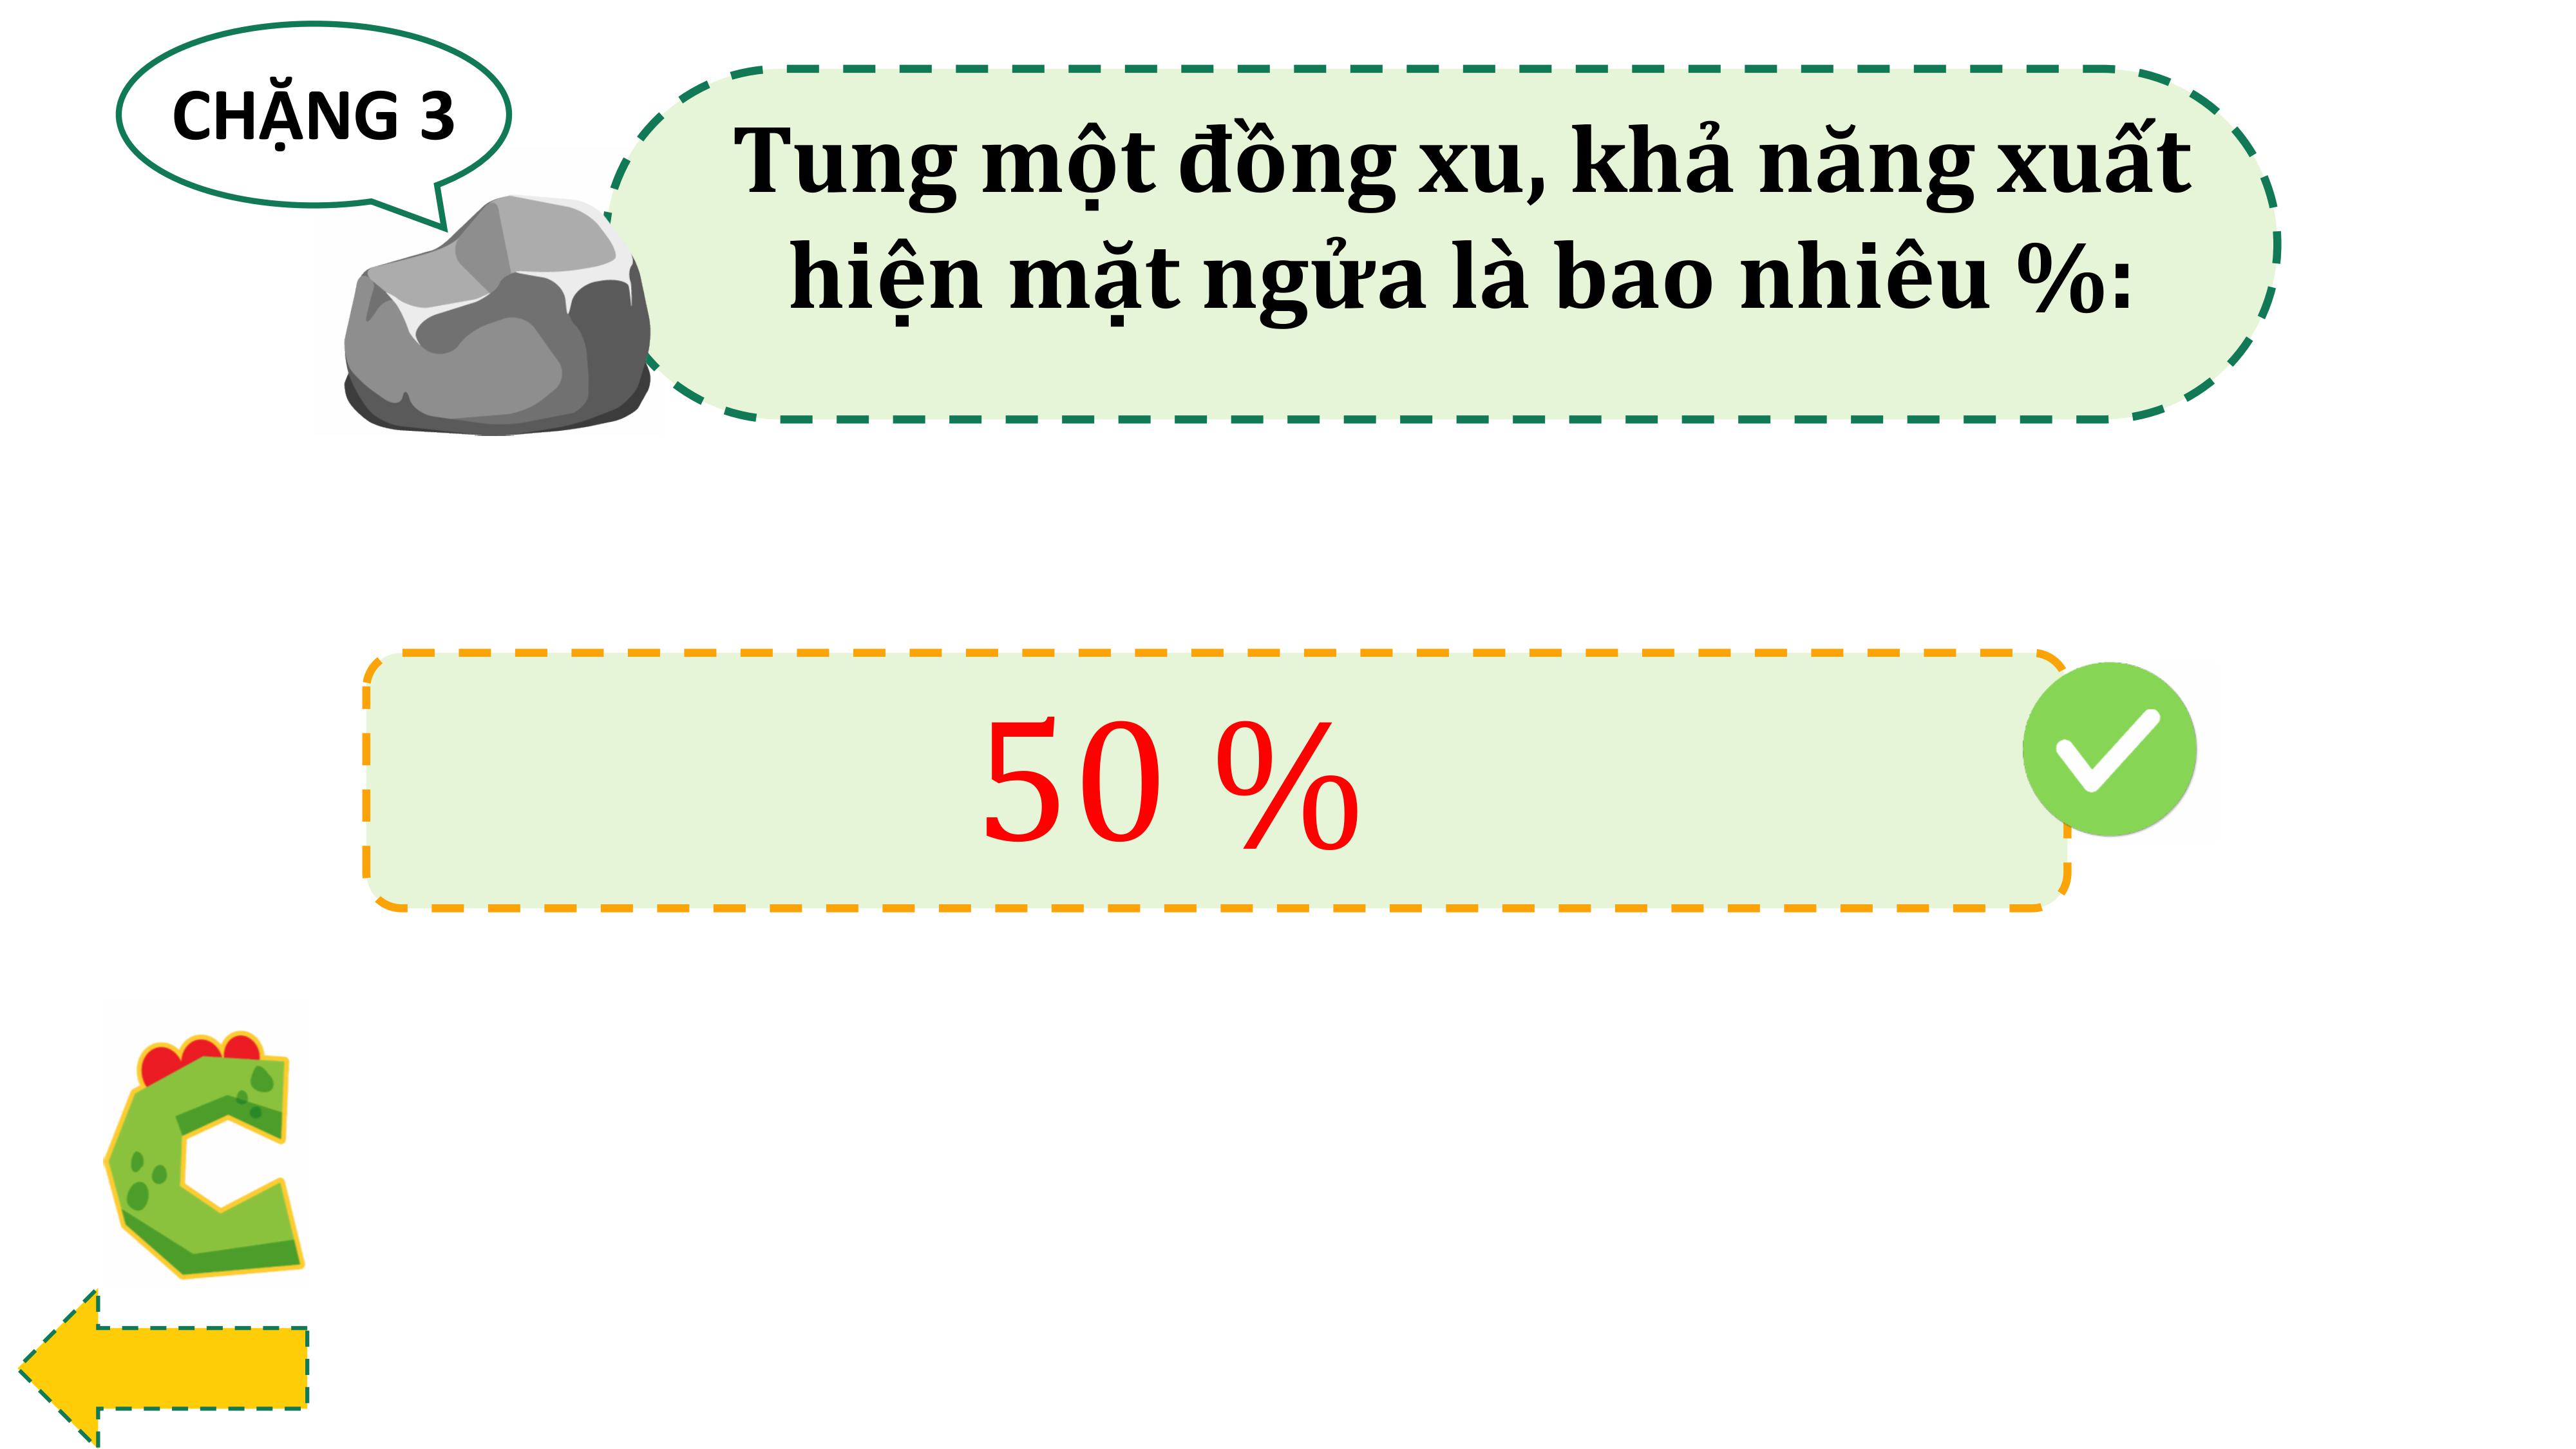 CHẶNG 3
Tung một đồng xu, khả năng xuất
hiện mặt ngửa là bao nhiêu %:
50 %
C